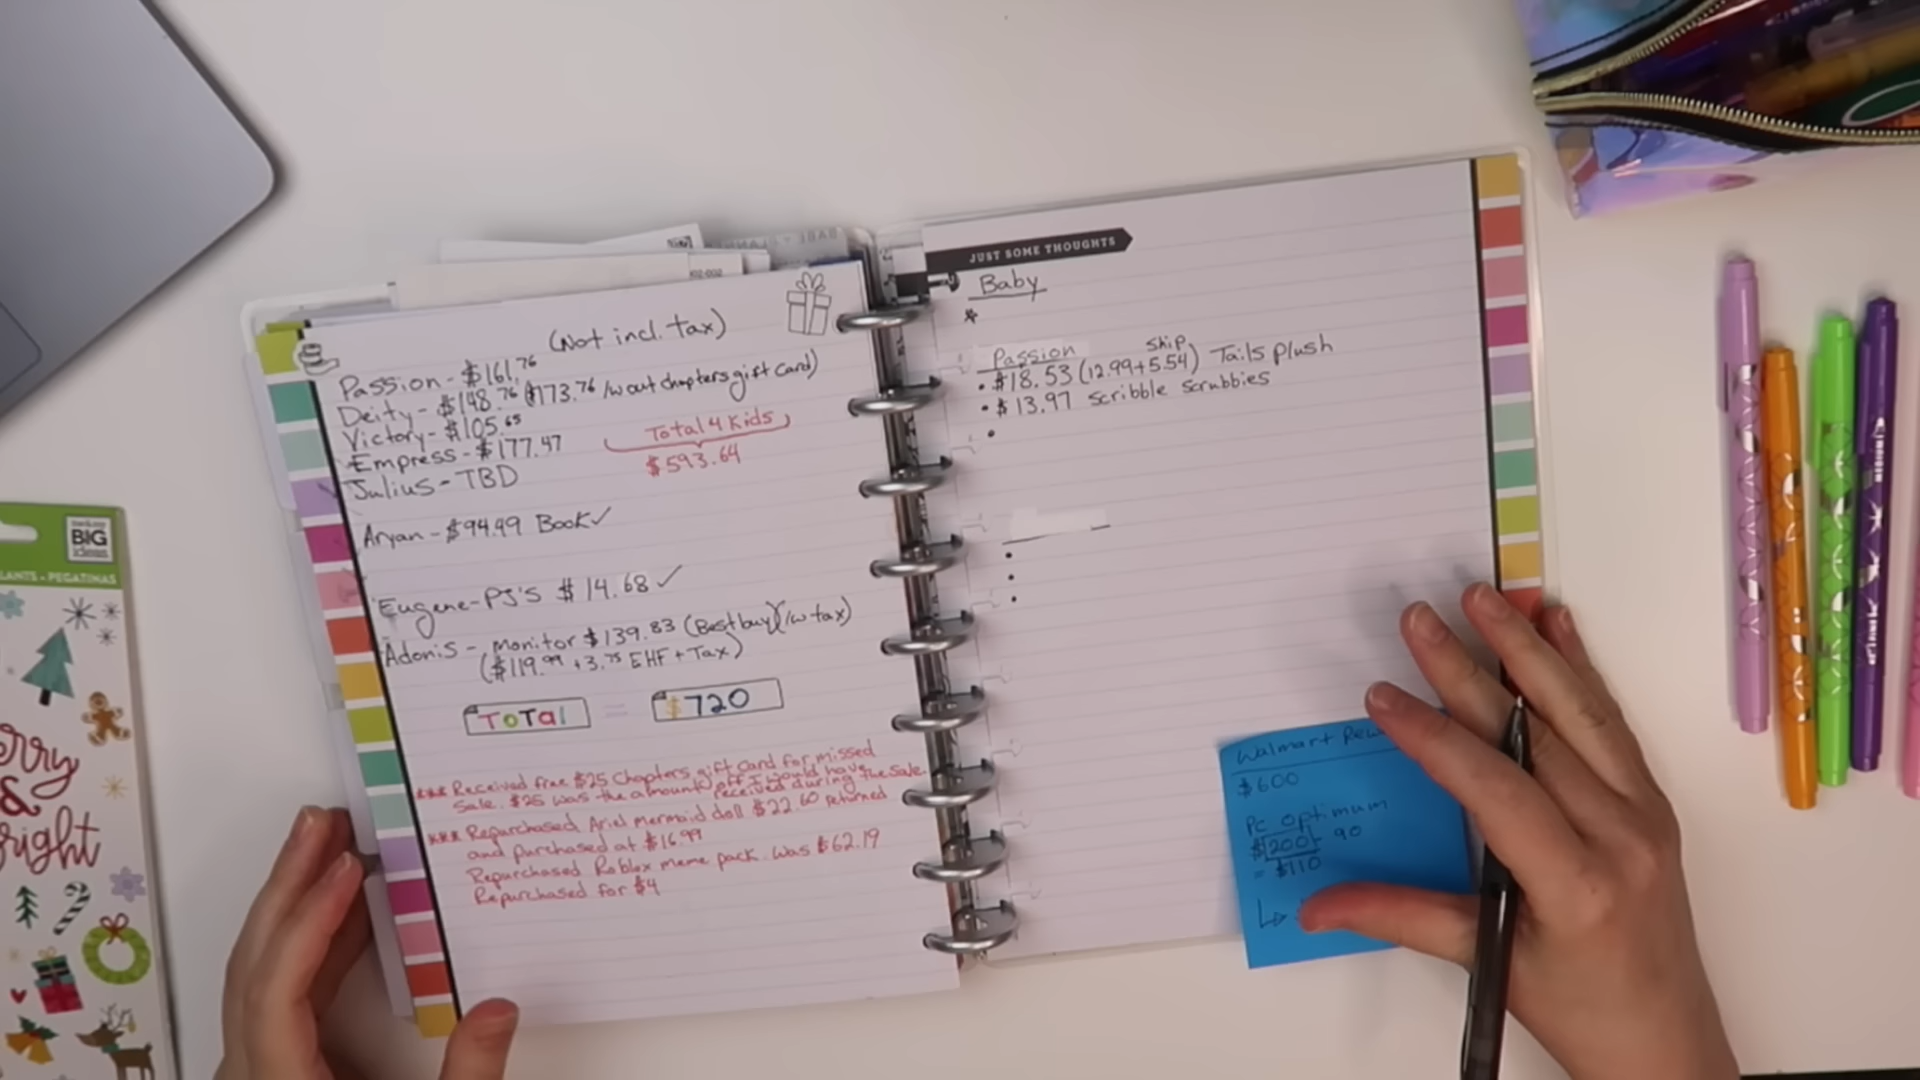 (Not incl. tax)
Passion - $161.76
Deity - $148.76 ($173.76 /w out chapters gift card)
Victory - $105.65
Empress - $177.47
Julius - TBD
Total 4 Kids
$593.64
Aryan - $94.99 Book✓
Eugene - PJ'S $14.68 ✓
Adonis - Monitor $139.83 (Bestbuy)(/w tax)
($119.99 + 3.75 EHF + Tax)
TOTAL = $720
*** Received free $25 Chapters gift card for missed
sale. $25 was the amount off I would have
received during the sale.
*** Repurchased Ariel Mermaid doll $22.60 returned
and purchased at $16.99
Repurchased Roblox meme pack. was $62.19
Repurchased for $4
JUST SOME THOUGHTS
Baby
*
Passion
• $18.53 (12.99+5.54) Tails plush
ship
• $13.97 scribble scrubbies
Walmart
$600
PC Optimum
$200 - 90
= $110
BIG
ideas
PEGATINAS
&